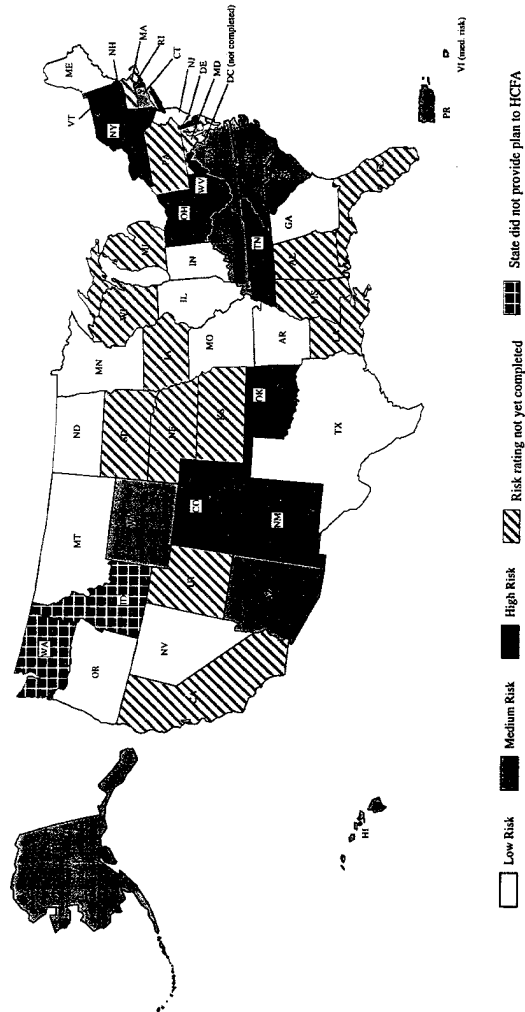 WA
MT
ND
MN
OR
ID
SD
WI
MI
NV
UT
CO
NE
IA
IL
IN
OH
WV
CA
NM
KS
MO
OK
TX
AR
TN
MS
AL
GA
VT
NY
NH
ME
MA
RI
CT
NJ
DE
MD
DC (not completed)
HI
PR
VI (med. risk)
Low Risk
Medium Risk
High Risk
Risk rating not yet completed
State did not provide plan to HCFA